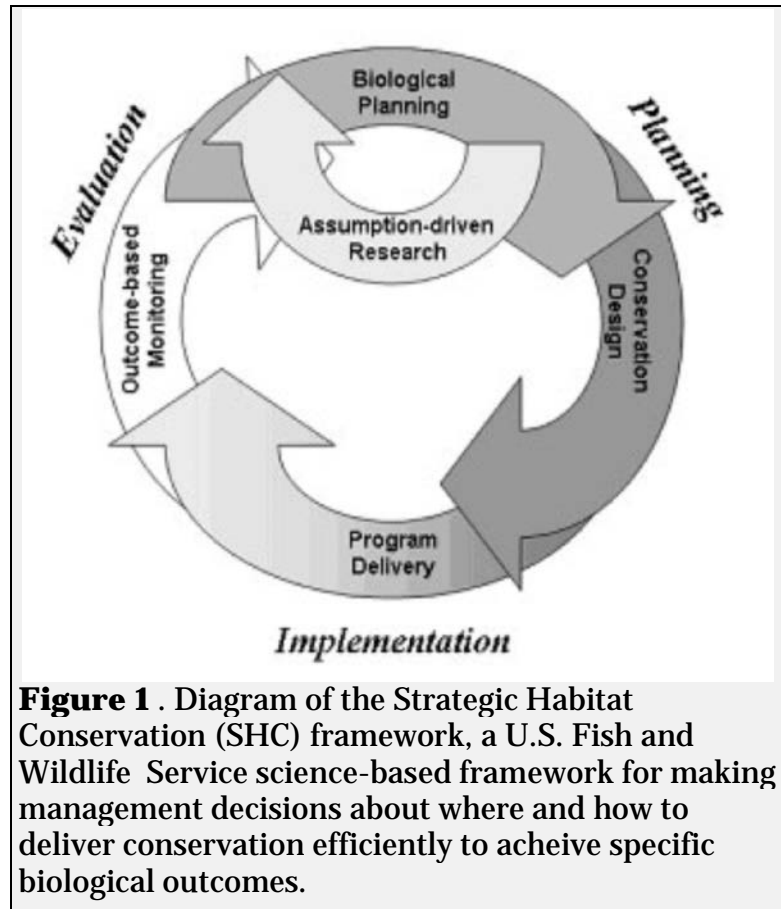 Biological
Planning
Planning
Evaluation
Assumption-driven
Research
Outcome-based
Monitoring
Conservation
Design
Program
Delivery
Implementation
Figure 1 . Diagram of the Strategic Habitat
Conservation (SHC) framework, a U.S. Fish and
Wildlife Service science-based framework for making
management decisions about where and how to
deliver conservation efficiently to acheive specific
biological outcomes.